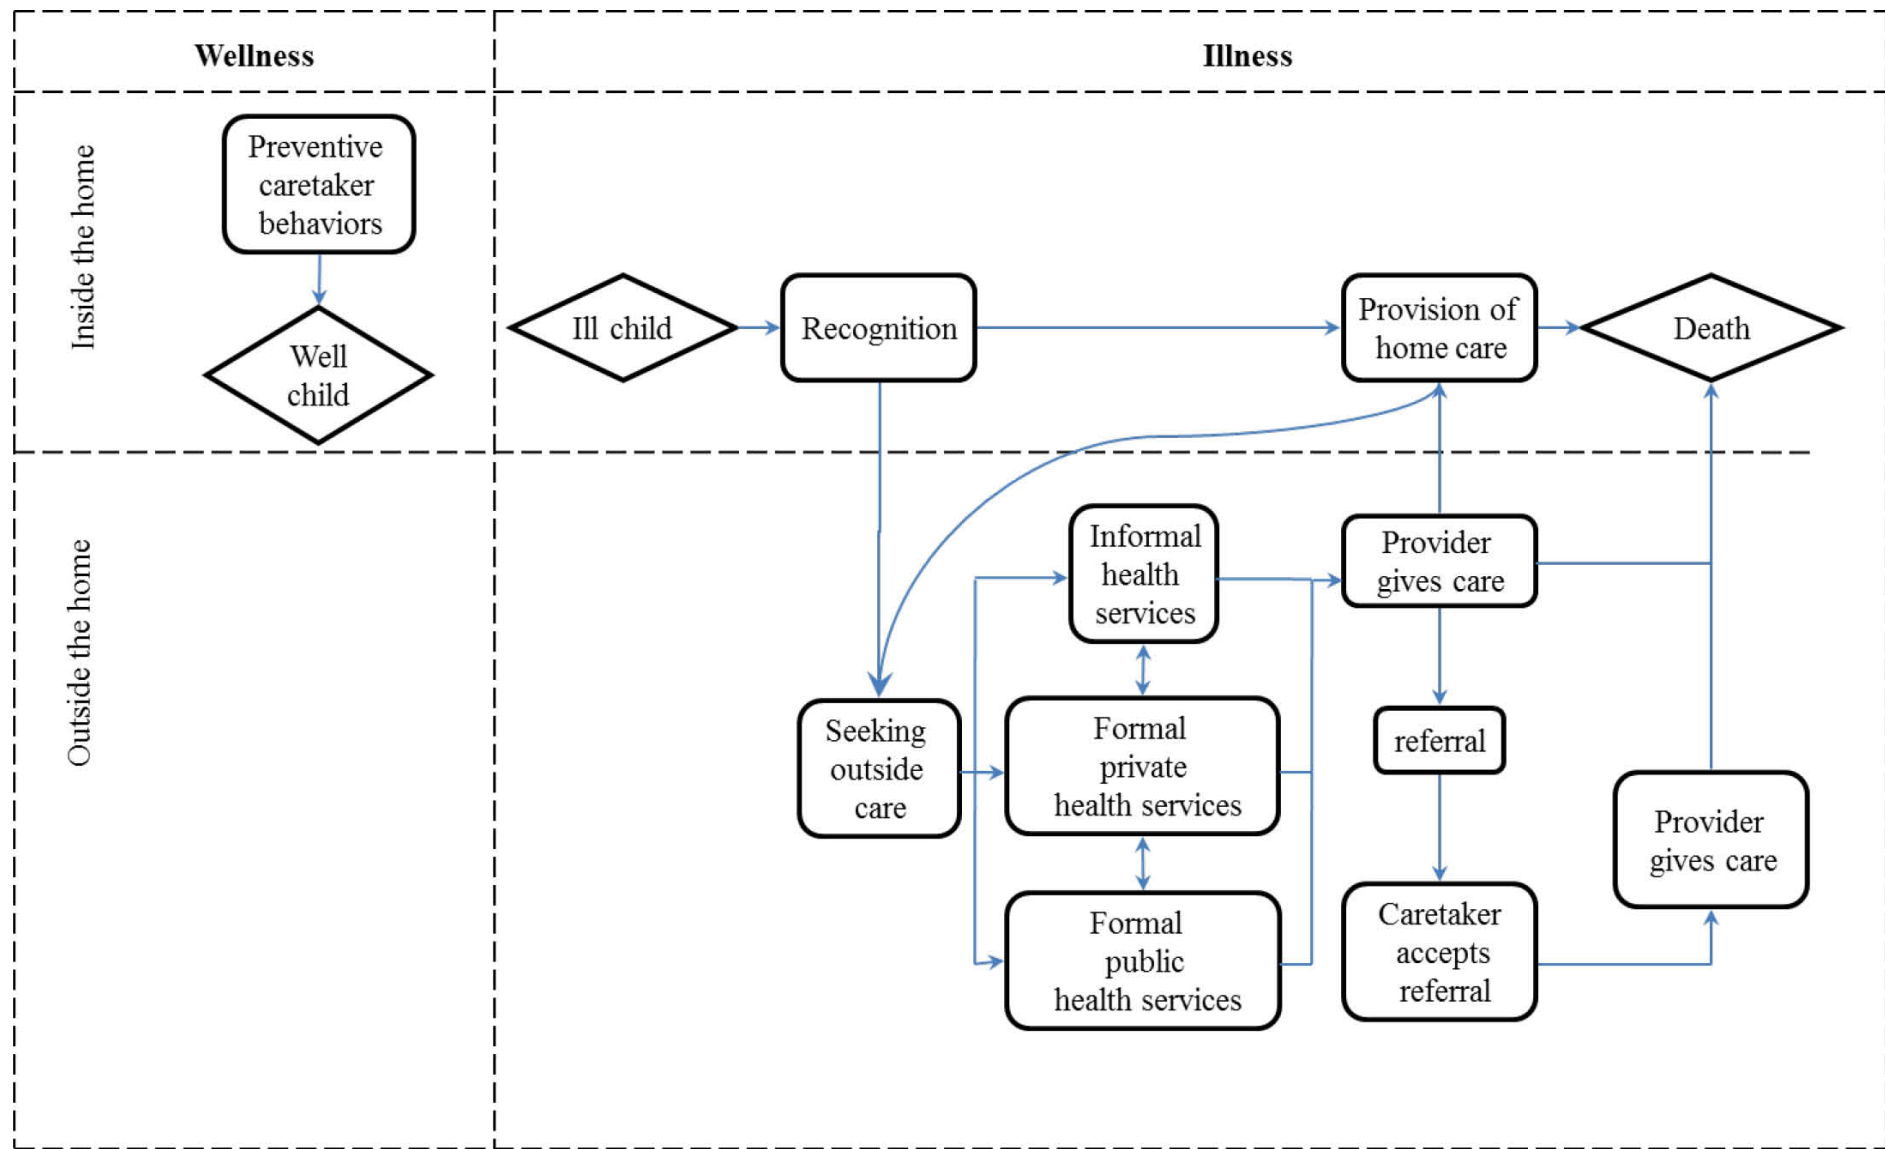 Wellness
Illness
Inside the home
Preventive
caretaker
behaviors
Well
child
Ill child
Recognition
Provision of
home care
Death
Outside the home
Seeking
outside
care
Informal
health
services
Formal
private
health services
Formal
public
health services
Provider
gives care
referral
Caretaker
accepts
referral
Provider
gives care